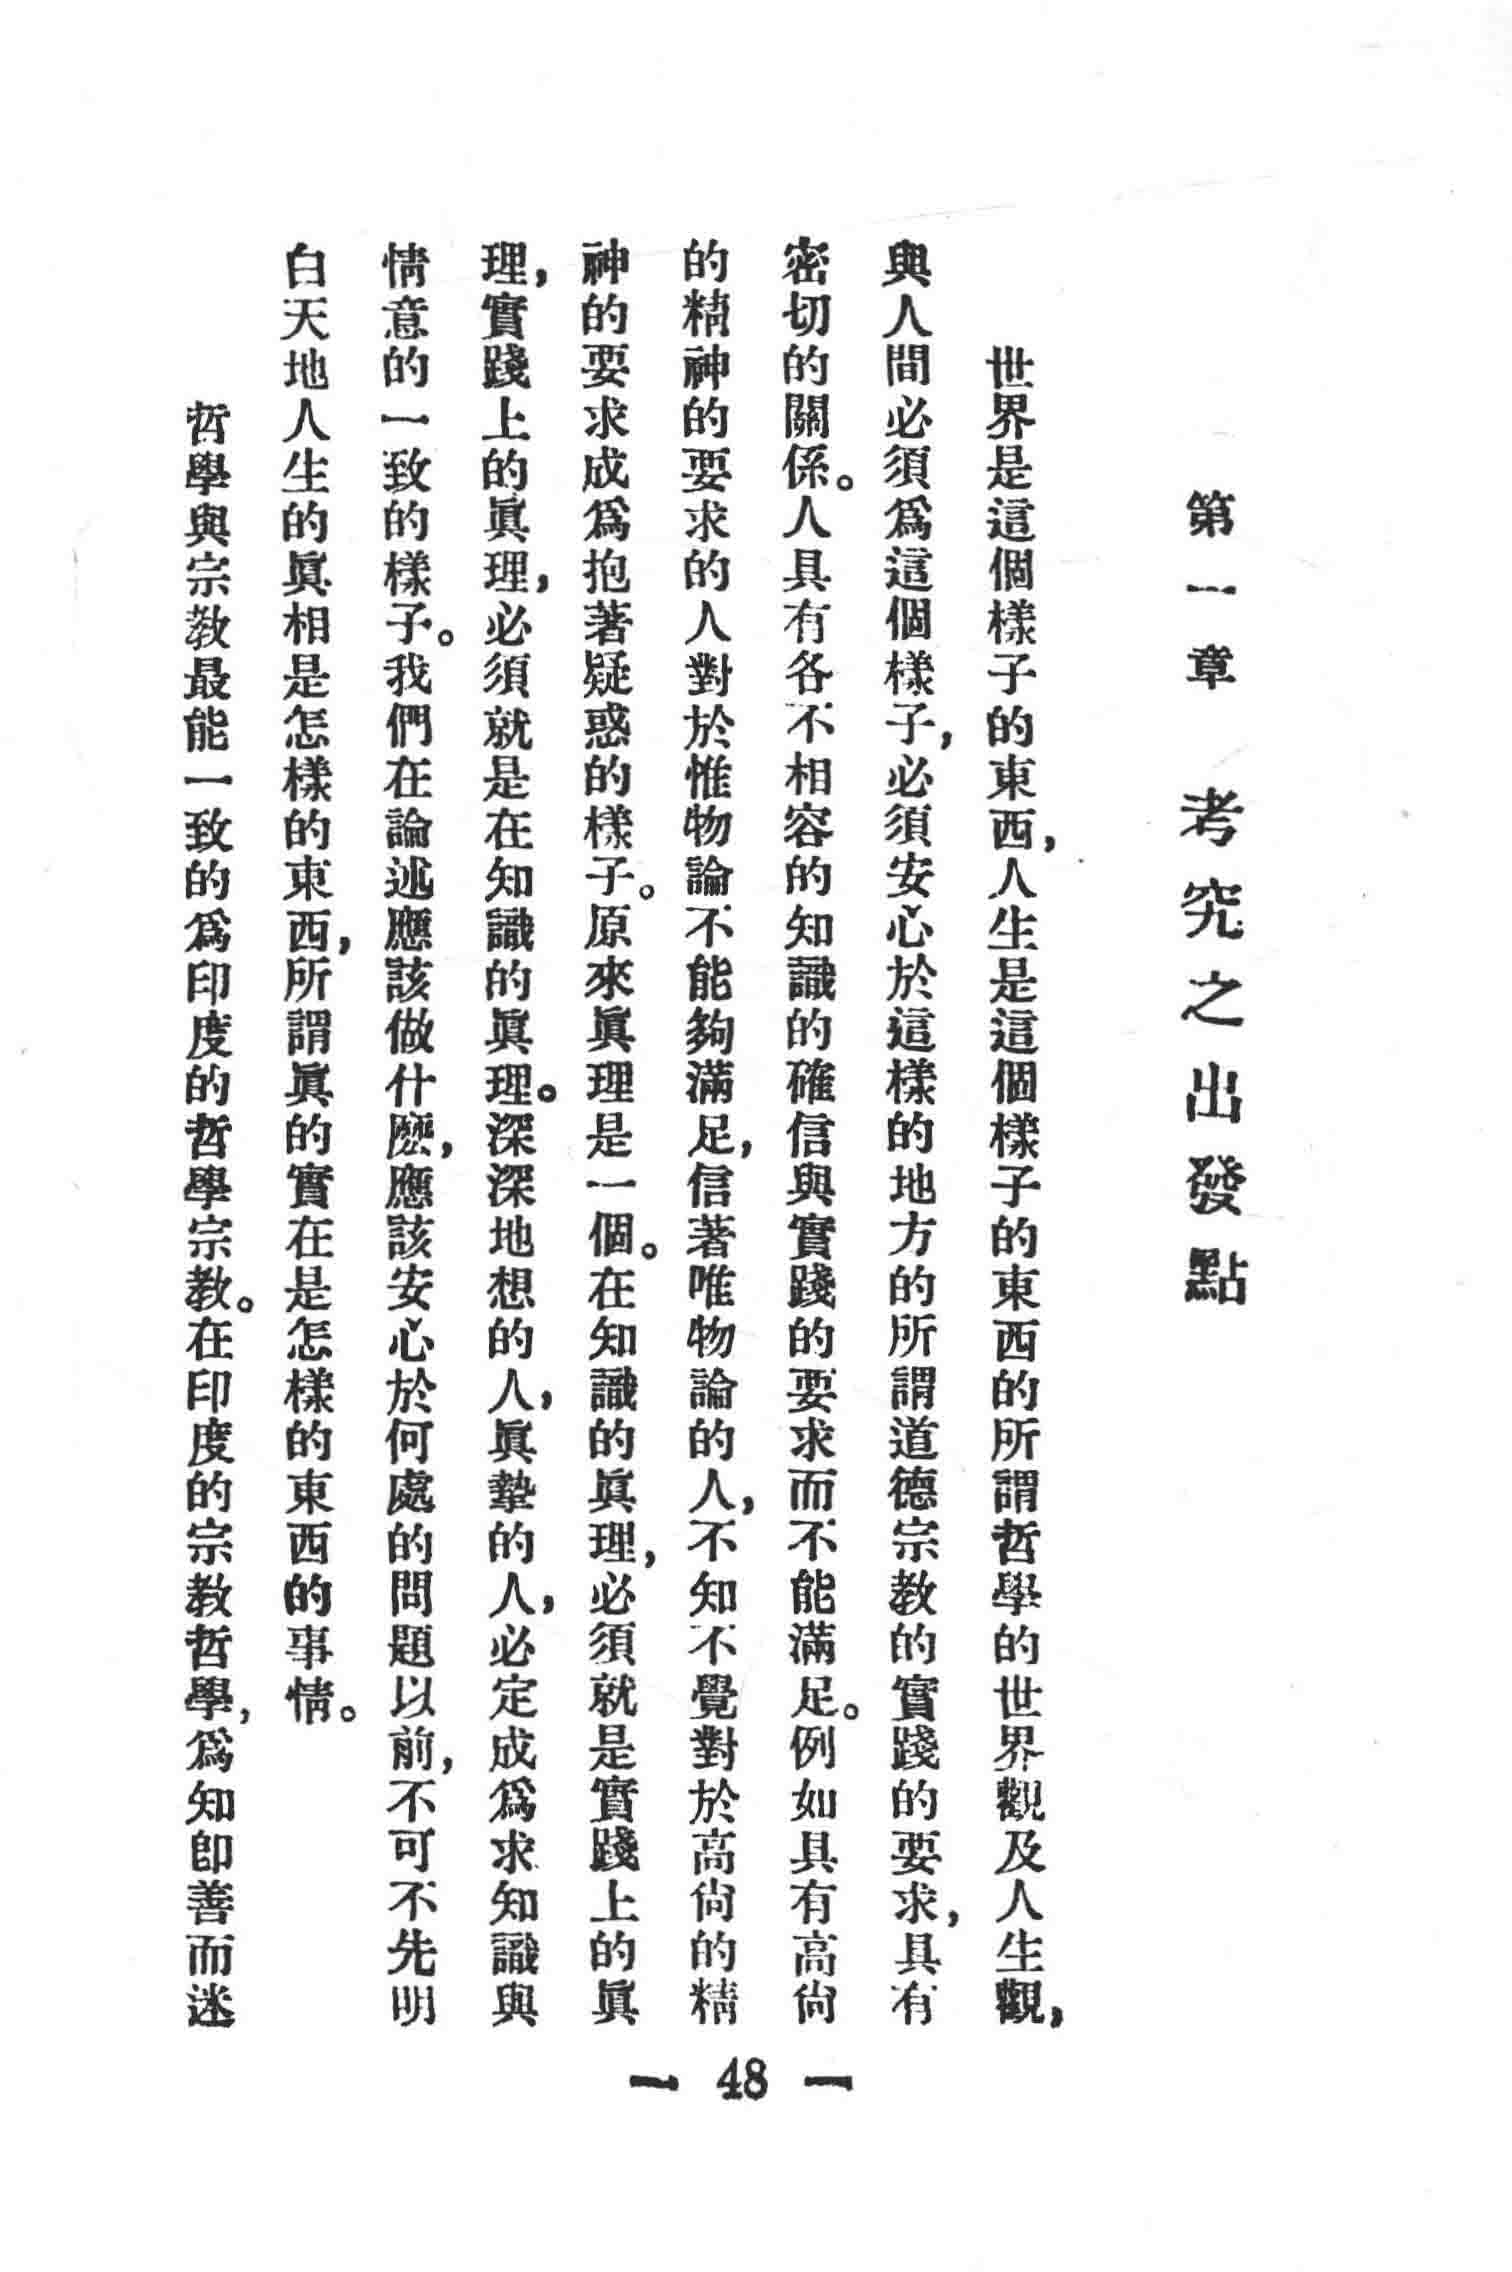 第一章　考究之出發點
世界是這個樣子的東西，人生是這個樣子的東西的所謂哲學的世界觀及人生觀，
與人間必須爲這個樣子，必須安心於這樣的地方的所謂道德宗教的實踐的要求，具有
密切的關係。人具有各不相容的知識的確信與實踐的要求而不能滿足。例如具有高尙
的精神的要求的人對於惟物論不能夠滿足，信著唯物論的人，不知不覺對於高尙的精
神的要求成爲抱著疑惑的樣子。原來眞理是一個。在知識的眞理，必須就是實踐上的眞
理，實踐上的眞理，必須就是在知識的眞理。深深地想的人，眞摯的人，必定成爲求知識與
情意的一致的樣子。我們在論述應該做什麽，應該安心於何處的問題以前，不可不先明
白天地人生的眞相是怎樣的東西，所謂眞的實在是怎樣的東西的事情。
哲學與宗教最能一致的爲印度的哲學宗教。在印度的宗教哲學，爲知卽善而迷
— 48 —